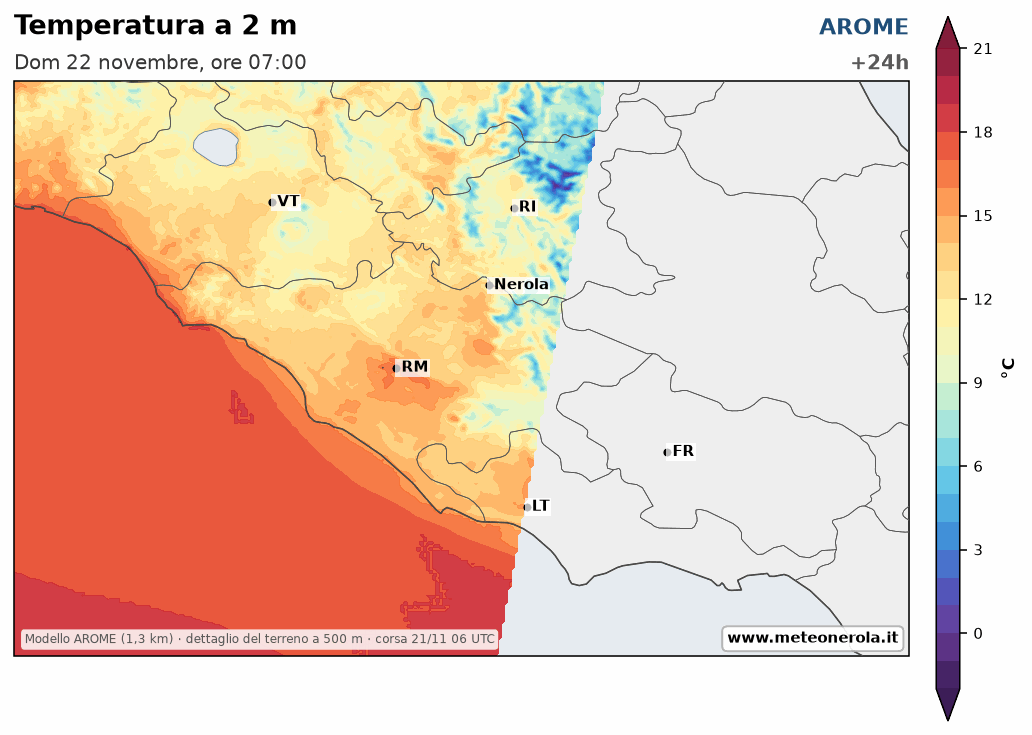 Temperatura a 2 m
AROME
Dom 22 novembre, ore 07:00
+24h
VT
RI
Nerola
RM
FR
LT
Modello AROME (1,3 km) · dettaglio del terreno a 500 m · corsa 21/11 06 UTC
www.meteonerola.it
21
18
15
12
9
6
3
0
°C